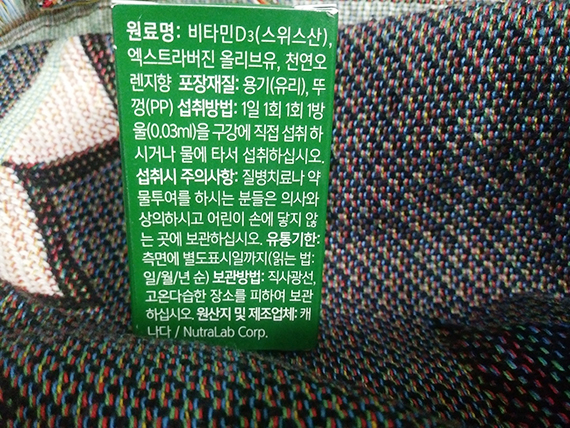 원료명: 비타민D3(스위스산),
엑스트라버진 올리브유, 천연오
렌지향 포장재질: 용기(유리), 뚜
껑(PP) 섭취방법: 1일 1회 1회 1방
울(0.03ml)을 구강에 직접 섭취 하
시거나 물에 타서 섭취하십시오.
섭취시 주의사항: 질병치료나 약
물투여를 하시는 분들은 의사와
상의하시고 어린이 손에 닿지 않
는 곳에 보관하십시오. 유통기한:
측면에 별도표시일까지(읽는 법:
일/월/년 순) 보관방법: 직사광선,
고온다습한 장소를 피하여 보관
하십시오. 원산지 및 제조업체: 캐
나다 / NutraLab Corp.